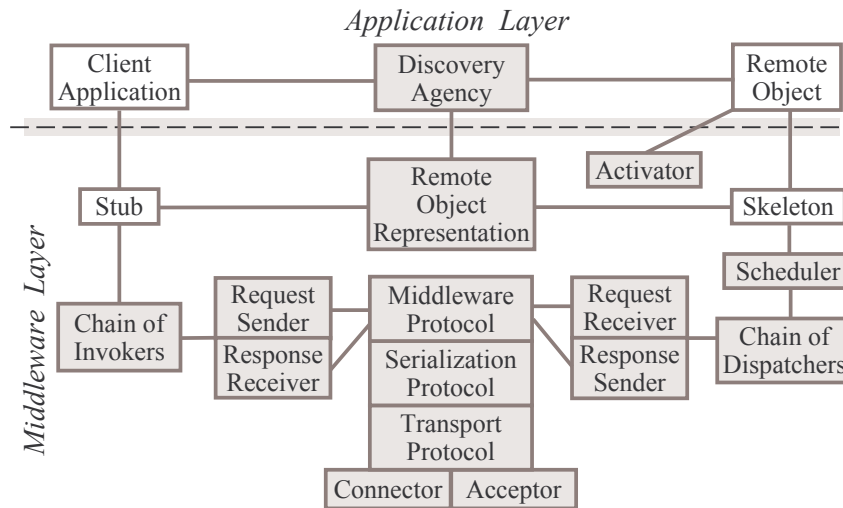 Application Layer
Client
Application
Discovery
Agency
Remote
Object
Activator
Stub
Remote
Object
Representation
Skeleton
Scheduler
Middleware Layer
Chain of
Invokers
Request
Sender
Response
Receiver
Middleware
Protocol
Serialization
Protocol
Transport
Protocol
Connector
Acceptor
Request
Receiver
Response
Sender
Chain of
Dispatchers